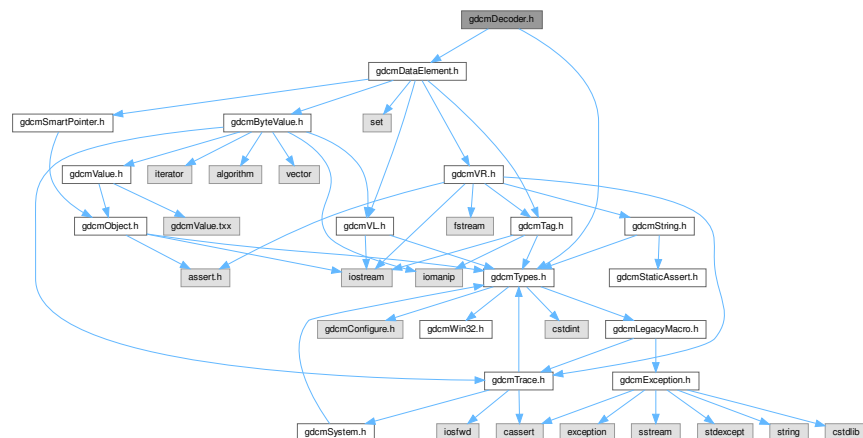 gdcmDecoder.h
gdcmDataElement.h
gdcmSmartPointer.h
gdcmByteValue.h
set
gdcmValue.h
iterator
algorithm
vector
gdcmVR.h
gdcmObject.h
gdcmValue.txx
gdcmVL.h
fstream
gdcmTag.h
gdcmString.h
assert.h
iostream
iomanip
gdcmTypes.h
gdcmStaticAssert.h
gdcmConfigure.h
gdcmWin32.h
cstdint
gdcmLegacyMacro.h
gdcmTrace.h
gdcmException.h
gdcmSystem.h
iosfwd
cassert
exception
sstream
stdexcept
string
cstdlib